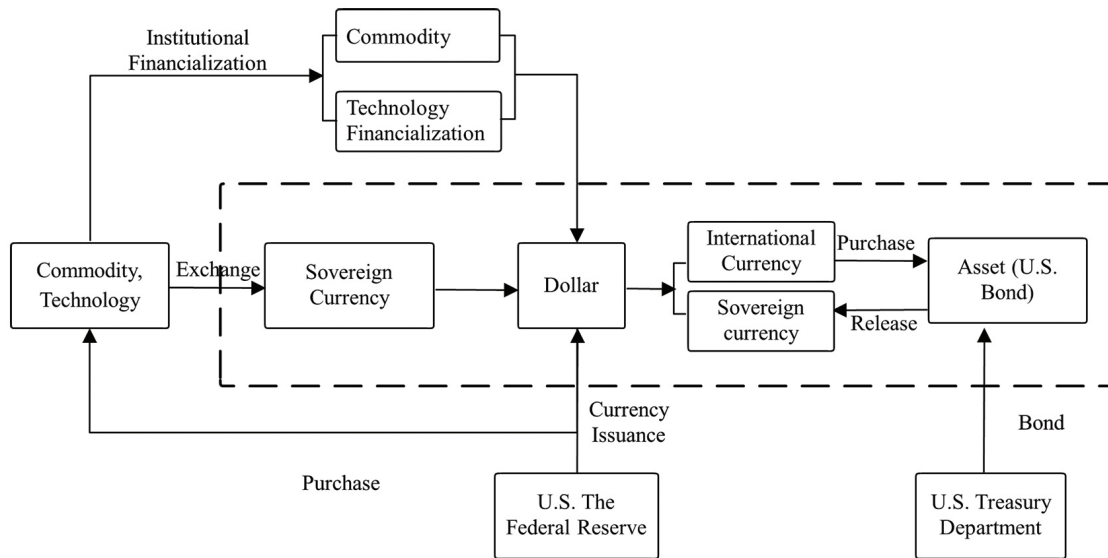 Institutional
Financialization
Commodity
Technology
Financialization
Commodity,
Technology
Exchange
Sovereign
Currency
Dollar
International
Currency
Purchase
Asset (U.S.
Bond)
Sovereign
currency
Release
Currency
Issuance
Bond
Purchase
U.S. The
Federal Reserve
U.S. Treasury
Department